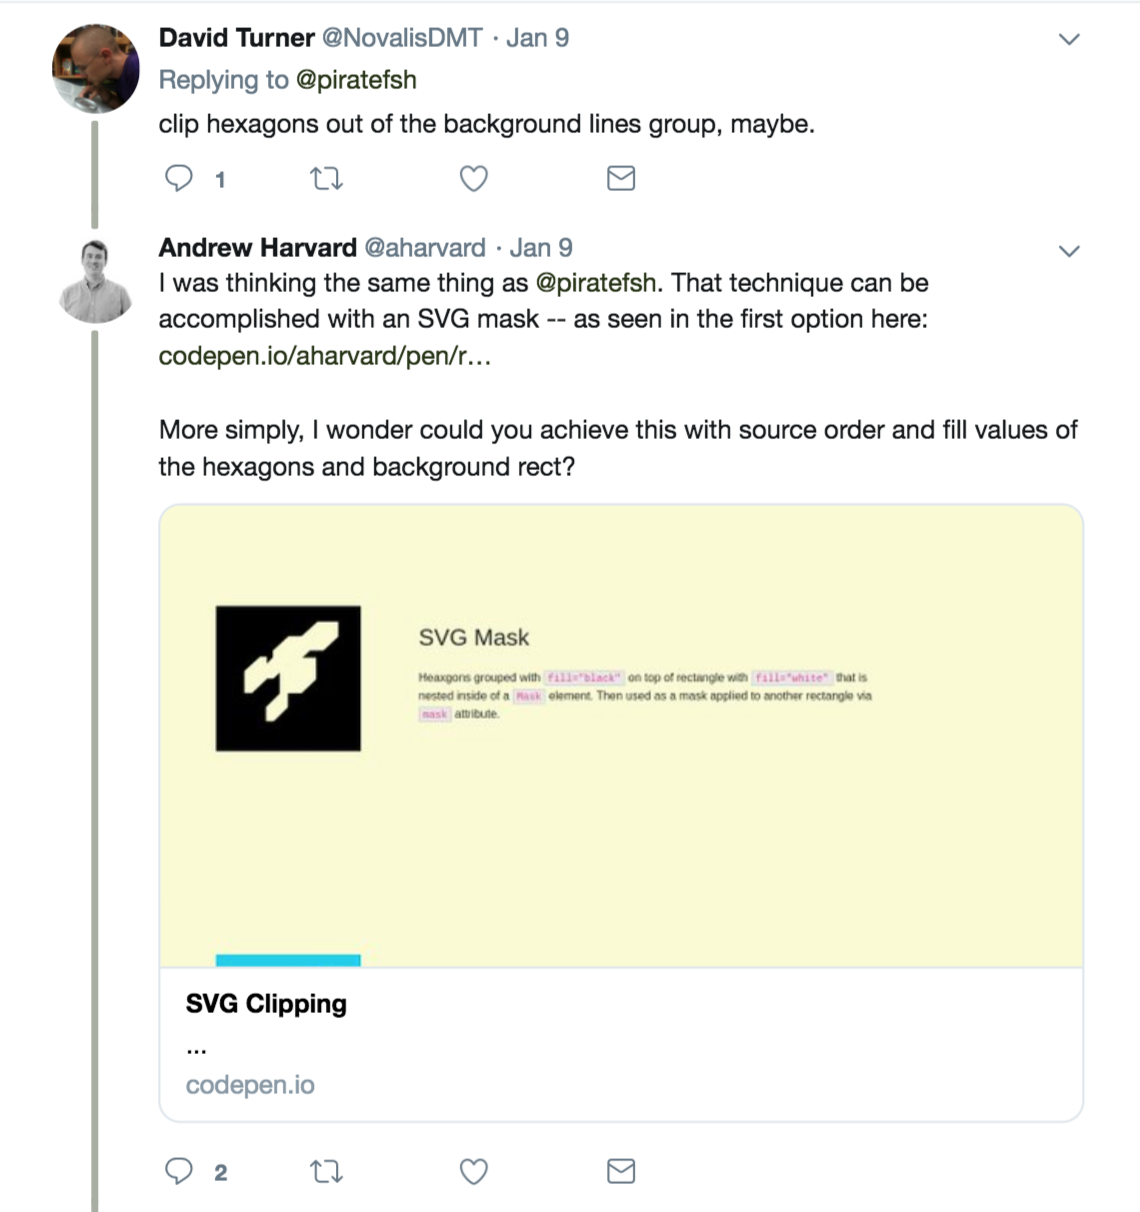 David Turner @NovalisDMT · Jan 9
Replying to @piratefsh
clip hexagons out of the background lines group, maybe.
1
Andrew Harvard @aharvard · Jan 9
I was thinking the same thing as @piratefsh. That technique can be
accomplished with an SVG mask -- as seen in the first option here:
codepen.io/aharvard/pen/r...
More simply, I wonder could you achieve this with source order and fill values of
the hexagons and background rect?
SVG Mask
Heaxgons grouped with fill="black" on top of rectangle with fill="white" that is
nested inside of a Mask element. Then used as a mask applied to another rectangle via
mask attribute.
SVG Clipping
...
codepen.io
2